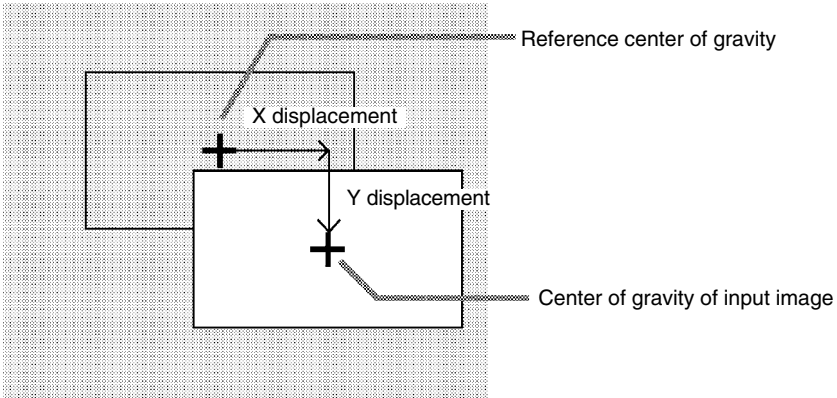 Reference center of gravity
X displacement
Y displacement
Center of gravity of input image